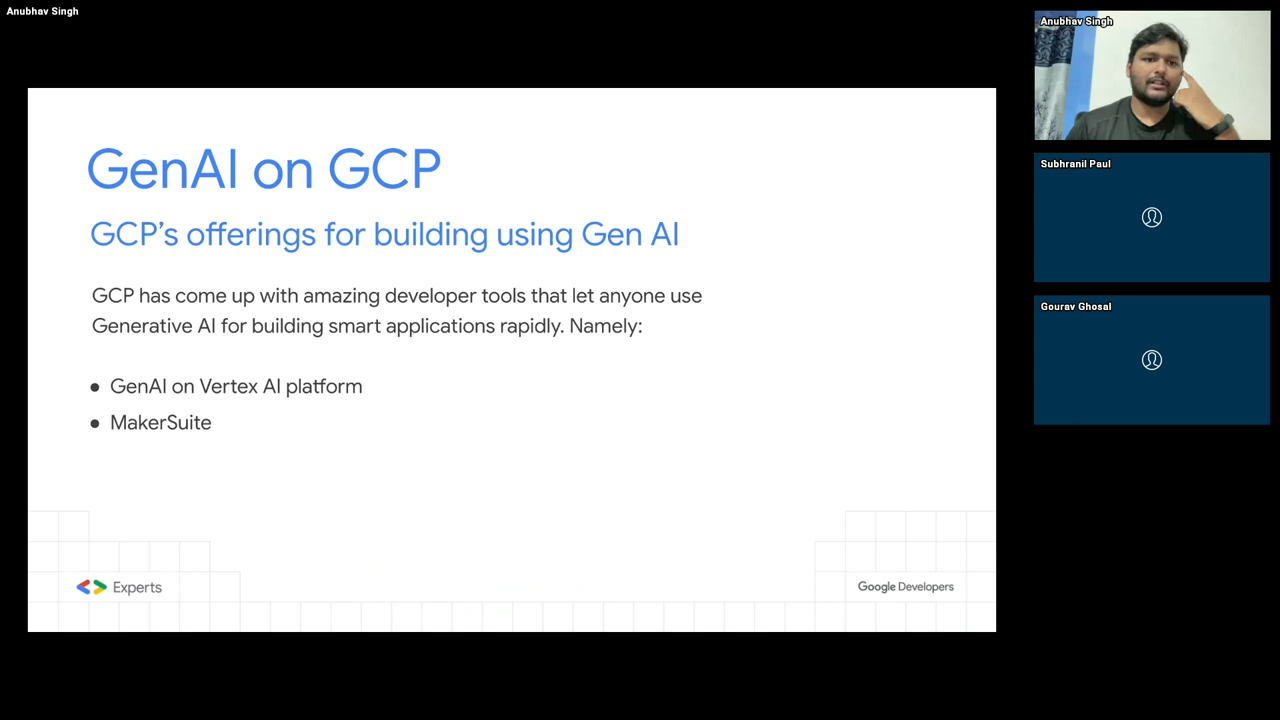 Anubhav Singh
GenAI on GCP
GCP's offerings for building using Gen AI
GCP has come up with amazing developer tools that let anyone use
Generative AI for building smart applications rapidly. Namely:
● GenAI on Vertex AI platform
● MakerSuite
Experts
Google Developers
Anubhav Singh
Subhranil Paul
Gourav Ghosal